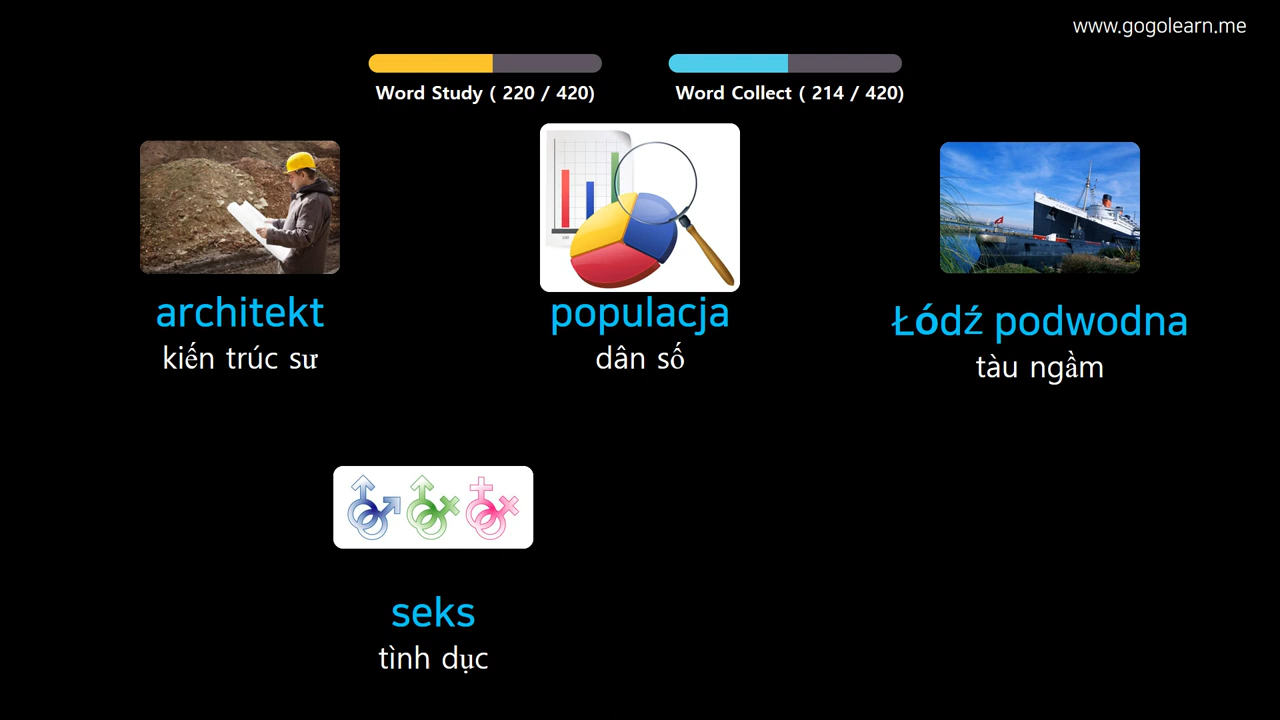 www.gogolearn.me
Word Study ( 220 / 420)
Word Collect ( 214 / 420)
architekt
kiến trúc sư
populacja
dân số
Łódź podwodna
tàu ngầm
seks
tình dục